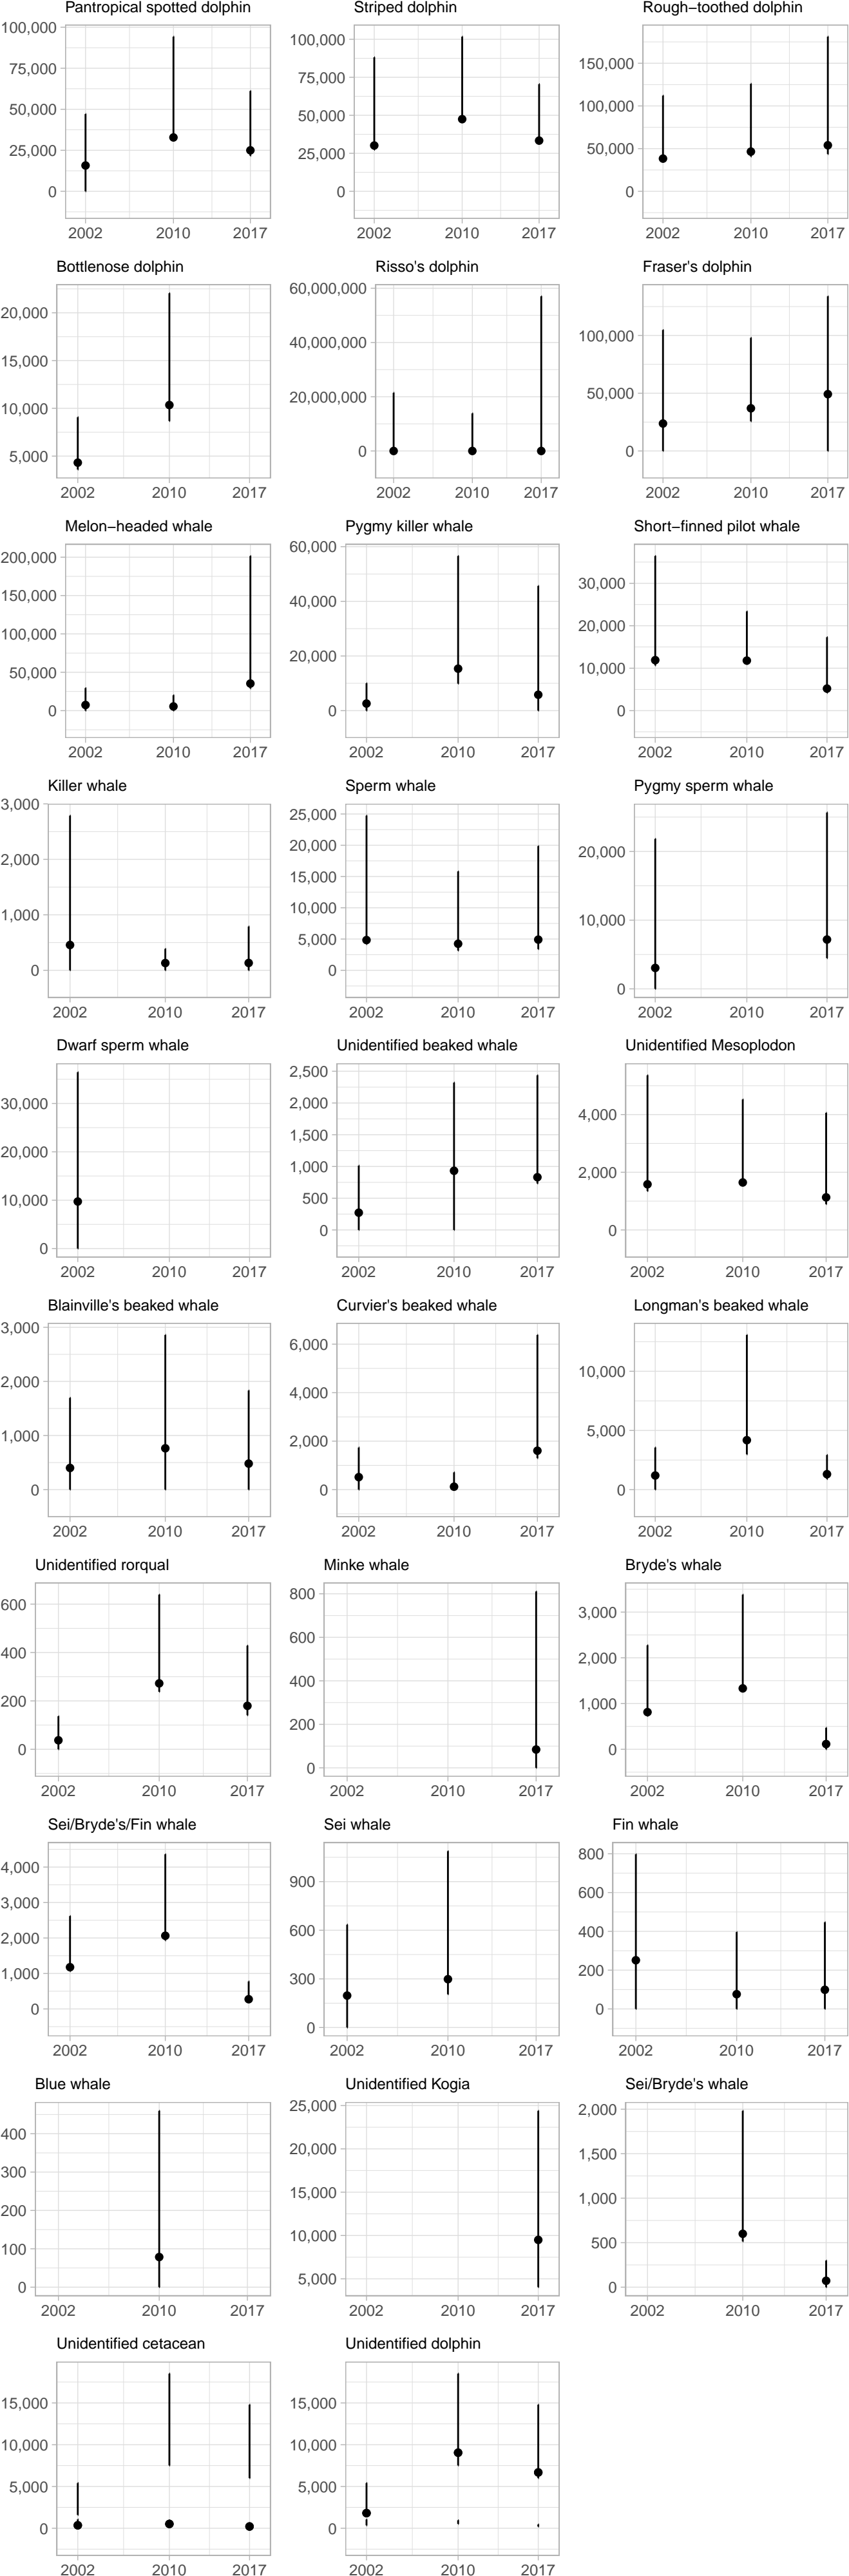 Pantropical spotted dolphin
100,000
75,000
50,000
25,000
0
2002 2010 2017
Striped dolphin
100,000
75,000
50,000
25,000
0
2002 2010 2017
Rough−toothed dolphin
150,000
100,000
50,000
0
2002 2010 2017
Bottlenose dolphin
20,000
15,000
10,000
5,000
2002 2010 2017
Risso's dolphin
60,000,000
40,000,000
20,000,000
0
2002 2010 2017
Fraser's dolphin
100,000
50,000
0
2002 2010 2017
Melon−headed whale
200,000
150,000
100,000
50,000
0
2002 2010 2017
Pygmy killer whale
60,000
40,000
20,000
0
2002 2010 2017
Short−finned pilot whale
30,000
20,000
10,000
0
2002 2010 2017
Killer whale
3,000
2,000
1,000
0
2002 2010 2017
Sperm whale
25,000
20,000
15,000
10,000
5,000
0
2002 2010 2017
Pygmy sperm whale
20,000
10,000
0
2002 2010 2017
Dwarf sperm whale
30,000
20,000
10,000
0
2002 2010 2017
Unidentified beaked whale
2,500
2,000
1,500
1,000
500
0
2002 2010 2017
Unidentified Mesoplodon
4,000
2,000
0
2002 2010 2017
Blainville's beaked whale
3,000
2,000
1,000
0
2002 2010 2017
Curvier's beaked whale
6,000
4,000
2,000
0
2002 2010 2017
Longman's beaked whale
10,000
5,000
0
2002 2010 2017
Unidentified rorqual
600
400
200
0
2002 2010 2017
Minke whale
800
600
400
200
0
2002 2010 2017
Bryde's whale
3,000
2,000
1,000
0
2002 2010 2017
Sei/Bryde's/Fin whale
4,000
3,000
2,000
1,000
0
2002 2010 2017
Sei whale
900
600
300
0
2002 2010 2017
Fin whale
800
600
400
200
0
2002 2010 2017
Blue whale
400
300
200
100
0
2002 2010 2017
Unidentified Kogia
25,000
20,000
15,000
10,000
5,000
2002 2010 2017
Sei/Bryde's whale
2,000
1,500
1,000
500
0
2002 2010 2017
Unidentified cetacean
15,000
10,000
5,000
0
2002 2010 2017
Unidentified dolphin
15,000
10,000
5,000
0
2002 2010 2017